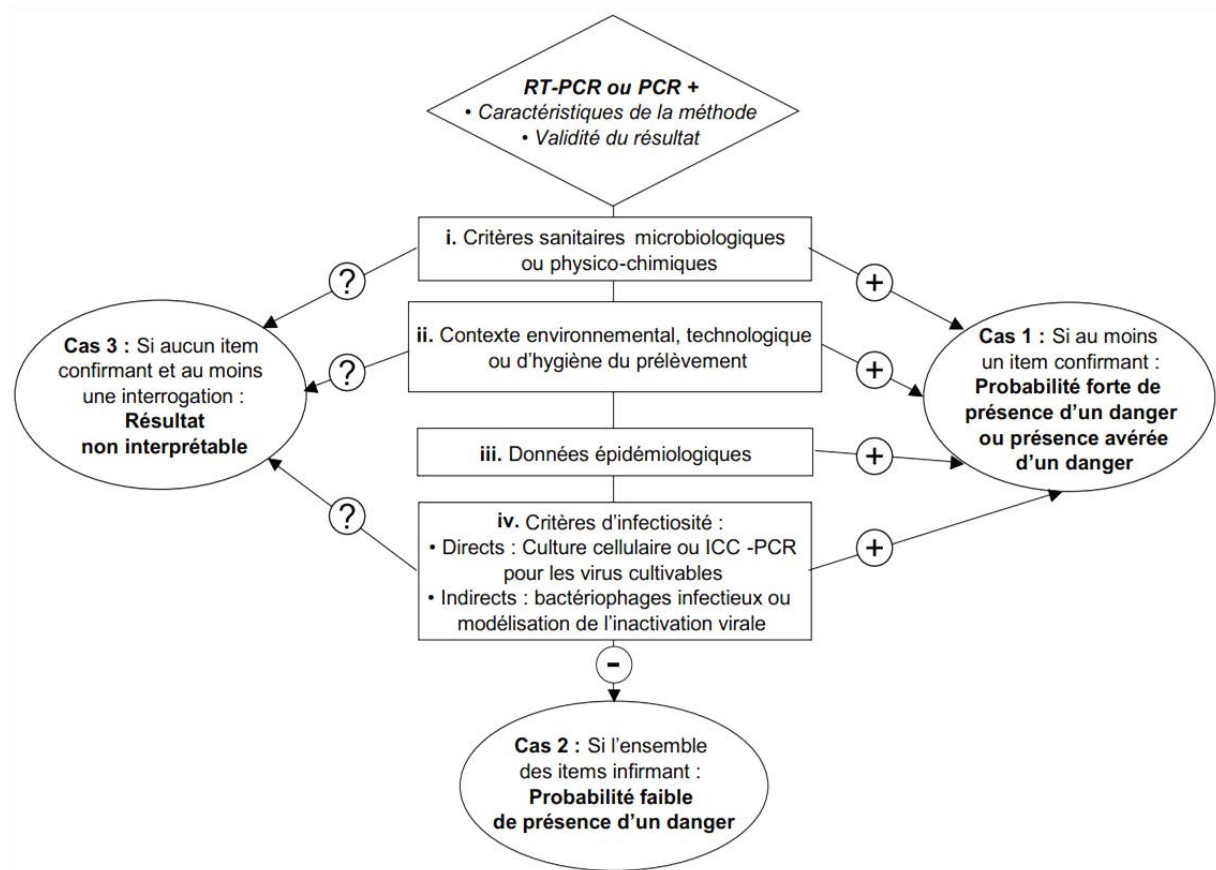 RT-PCR ou PCR +
• Caractéristiques de la méthode
• Validité du résultat
i. Critères sanitaires microbiologiques
ou physico-chimiques
?
+
ii. Contexte environnemental, technologique
ou d'hygiène du prélèvement
?
+
Cas 3 : Si aucun item
confirmant et au moins
une interrogation :
Résultat
non interprétable
Cas 1 : Si au moins
un item confirmant :
Probabilité forte de
présence d'un danger
ou présence avérée
d'un danger
iii. Données épidémiologiques
+
iv. Critères d'infectiosité :
• Directs : Culture cellulaire ou ICC -PCR
pour les virus cultivables
• Indirects : bactériophages infectieux ou
modélisation de l'inactivation virale
?
+
-
Cas 2 : Si l'ensemble
des items infirmant :
Probabilité faible
de présence d'un danger